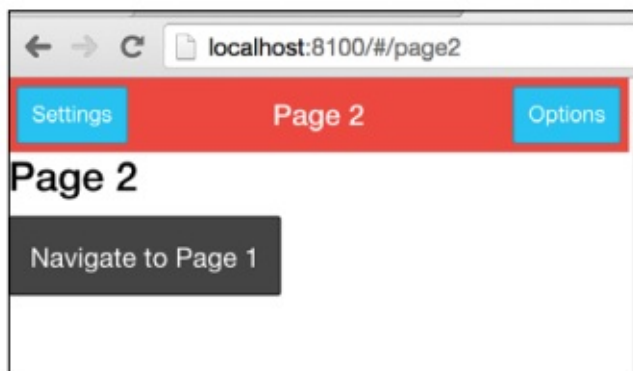 localhost:8100/#/page2
Settings Page 2 Options
Page 2
Navigate to Page 1